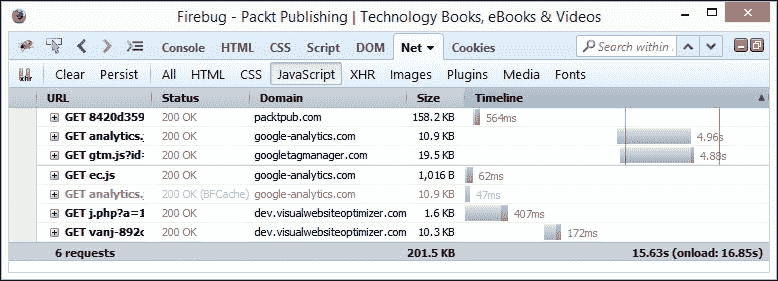 Firebug - Packt Publishing | Technology Books, eBooks & Videos
Console HTML CSS Script DOM Net Cookies Search within
Clear Persist All HTML CSS JavaScript XHR Images Plugins Media Fonts
URL Status Domain Size Timeline
GET 8420d359 200 OK packtpub.com 158.2 KB 564ms
GET analytics. 200 OK google-analytics.com 10.9 KB 4.96s
GET gtm.js?id= 200 OK googletagmanager.com 19.5 KB 4.88s
GET ec.js 200 OK google-analytics.com 1,016 B 62ms
GET analytics. 200 OK (BFCache) google-analytics.com 10.9 KB 47ms
GET j.php?a=1 200 OK dev.visualwebsiteoptimizer.com 1.6 KB 407ms
GET vanj-892c 200 OK dev.visualwebsiteoptimizer.com 10.3 KB 172ms
6 requests 201.5 KB 15.63s (onload: 16.85s)